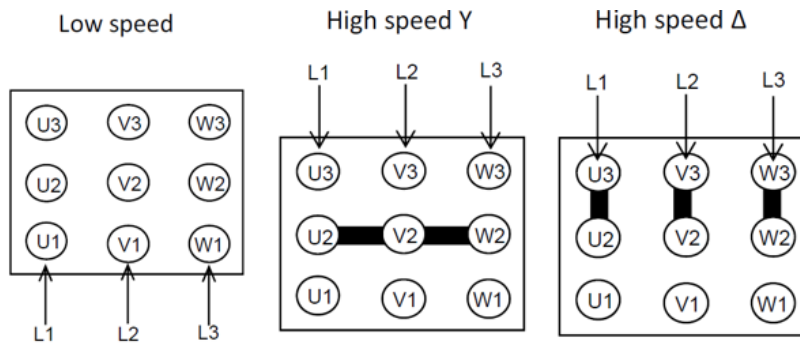 Low speed
High speed Y
High speed Δ
L1 L2 L3
L1 L2 L3
U3 V3 W3
U2 V2 W2
U1 V1 W1
L1 L2 L3
U3 V3 W3
U2 V2 W2
U1 V1 W1
U3 V3 W3
U2 V2 W2
U1 V1 W1